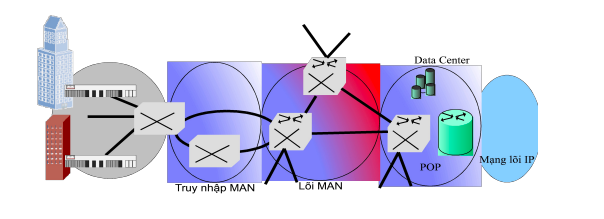 Data Center
POP
Mạng lõi IP
Truy nhập MAN
Lõi MAN